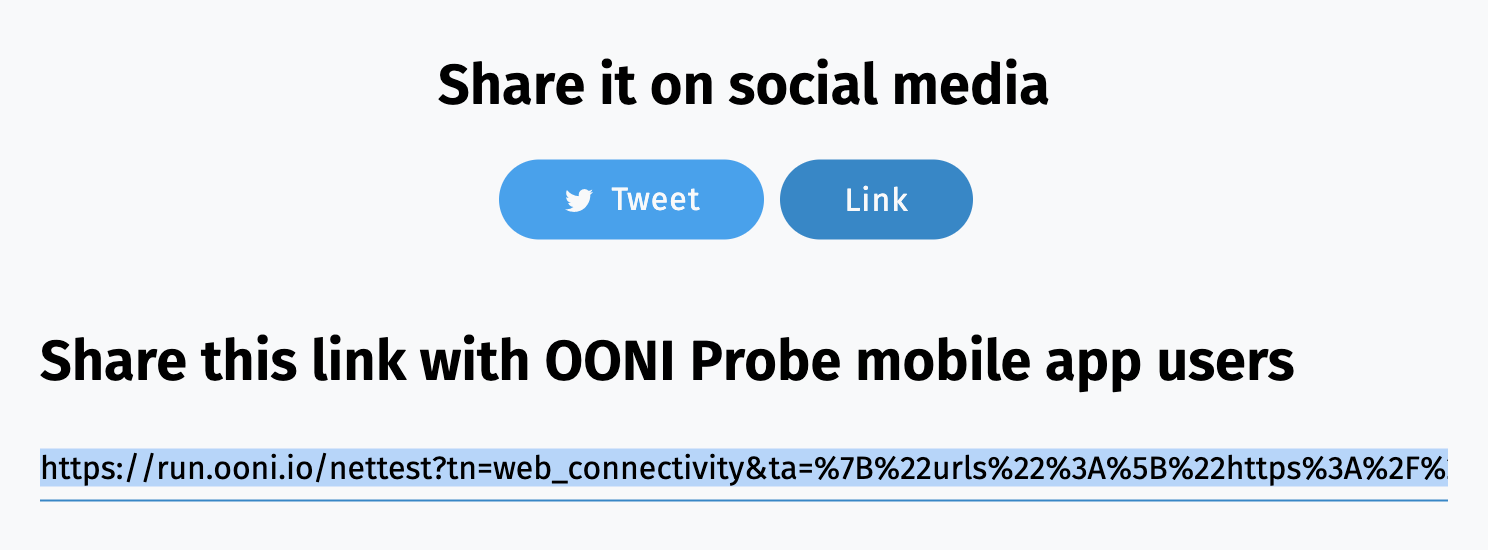 Share it on social media
Tweet Link
Share this link with OONI Probe mobile app users
https://run.ooni.io/nettest?tn=web_connectivity&ta=%7B%22urls%22%3A%5B%22https%3A%2F%